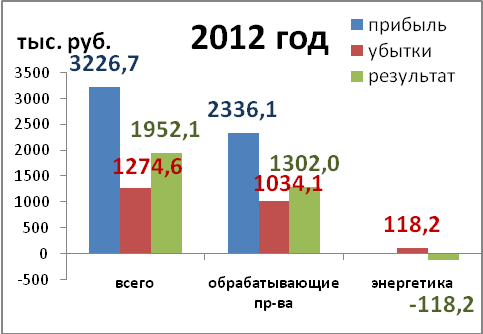 тыс. руб.
2012 год
прибыль
убытки
результат
3500
3000
2500
2000
1500
1000
500
0
-500
3226,7
1274,6
1952,1
2336,1
1034,1
1302,0
118,2
-118,2
всего
обрабатывающие
пр-ва
энергетика